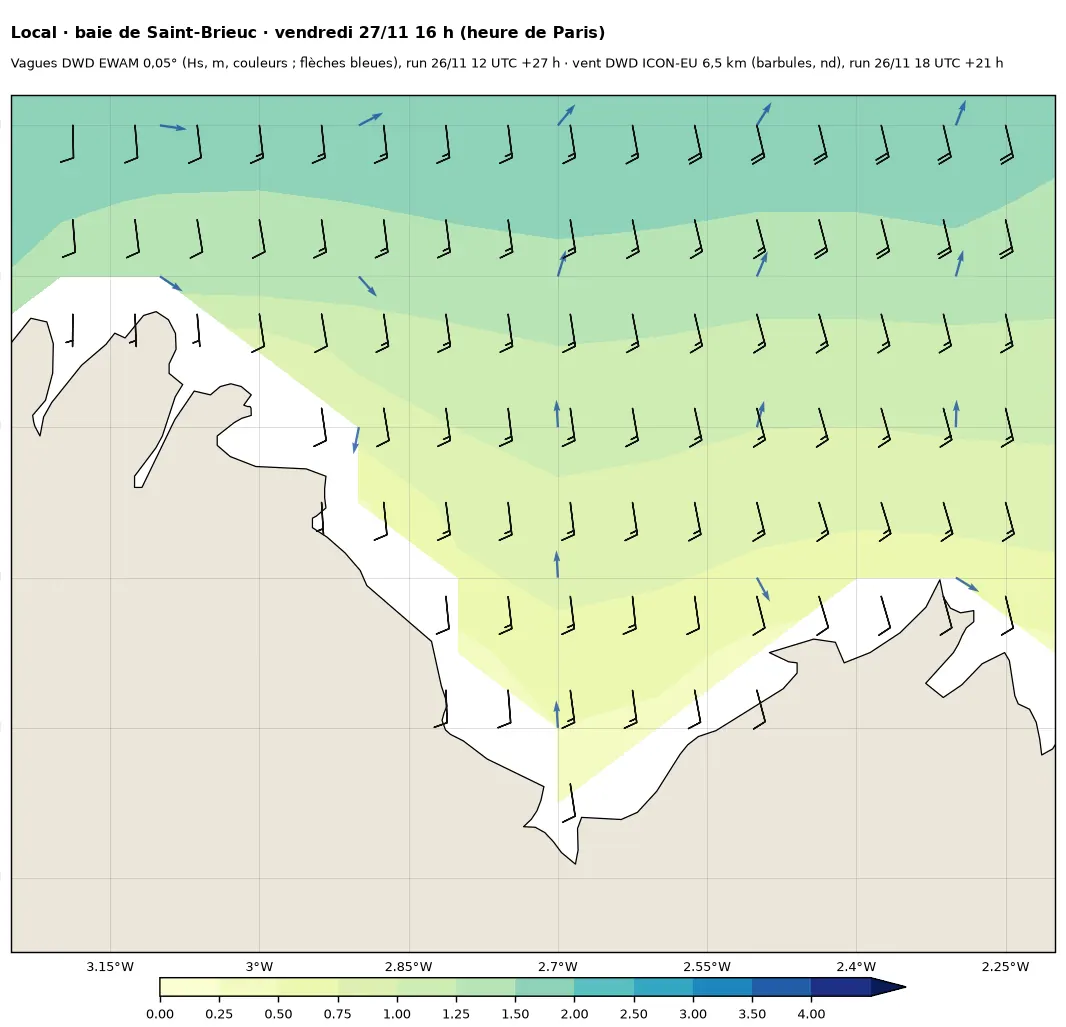 Local · baie de Saint-Brieuc · vendredi 27/11 16 h (heure de Paris)
Vagues DWD EWAM 0,05° (Hs, m, couleurs ; flèches bleues), run 26/11 12 UTC +27 h · vent DWD ICON-EU 6,5 km (barbules, nd), run 26/11 18 UTC +21 h
3.15°W 3°W 2.85°W 2.7°W 2.55°W 2.4°W 2.25°W
0.00 0.25 0.50 0.75 1.00 1.25 1.50 2.00 2.50 3.00 3.50 4.00